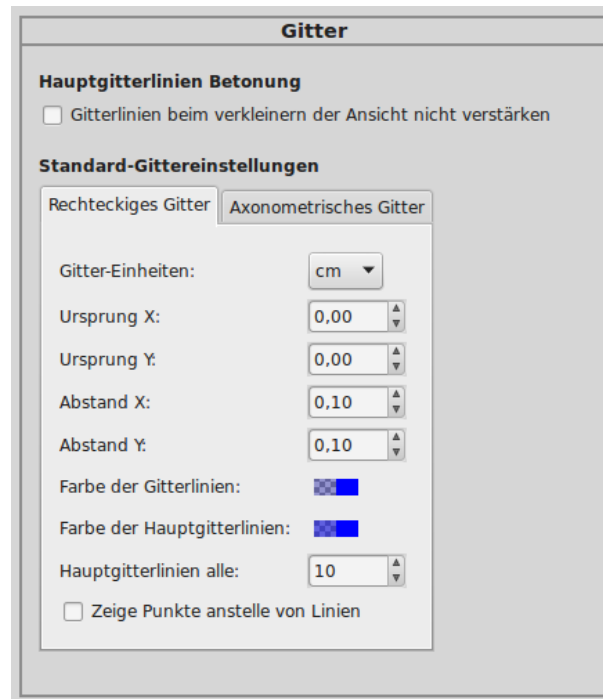 Gitter
Hauptgitterlinien Betonung
Gitterlinien beim verkleinern der Ansicht nicht verstärken
Standard-Gittereinstellungen
Rechteckiges Gitter Axonometrisches Gitter
Gitter-Einheiten: cm
Ursprung X: 0,00
Ursprung Y: 0,00
Abstand X: 0,10
Abstand Y: 0,10
Farbe der Gitterlinien:
Farbe der Hauptgitterlinien:
Hauptgitterlinien alle: 10
Zeige Punkte anstelle von Linien